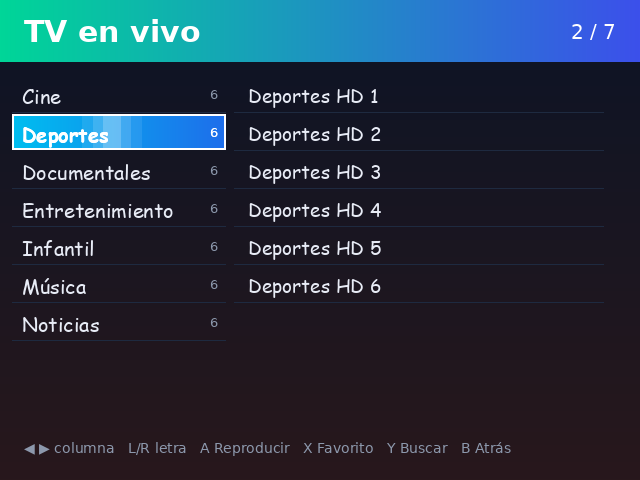 TV en vivo 2 / 7
Cine 6 Deportes HD 1
Deportes 6 Deportes HD 2
Documentales 6 Deportes HD 3
Entretenimiento 6 Deportes HD 4
Infantil 6 Deportes HD 5
Música 6 Deportes HD 6
Noticias 6
◀ ▶ columna L/R letra A Reproducir X Favorito Y Buscar B Atrás